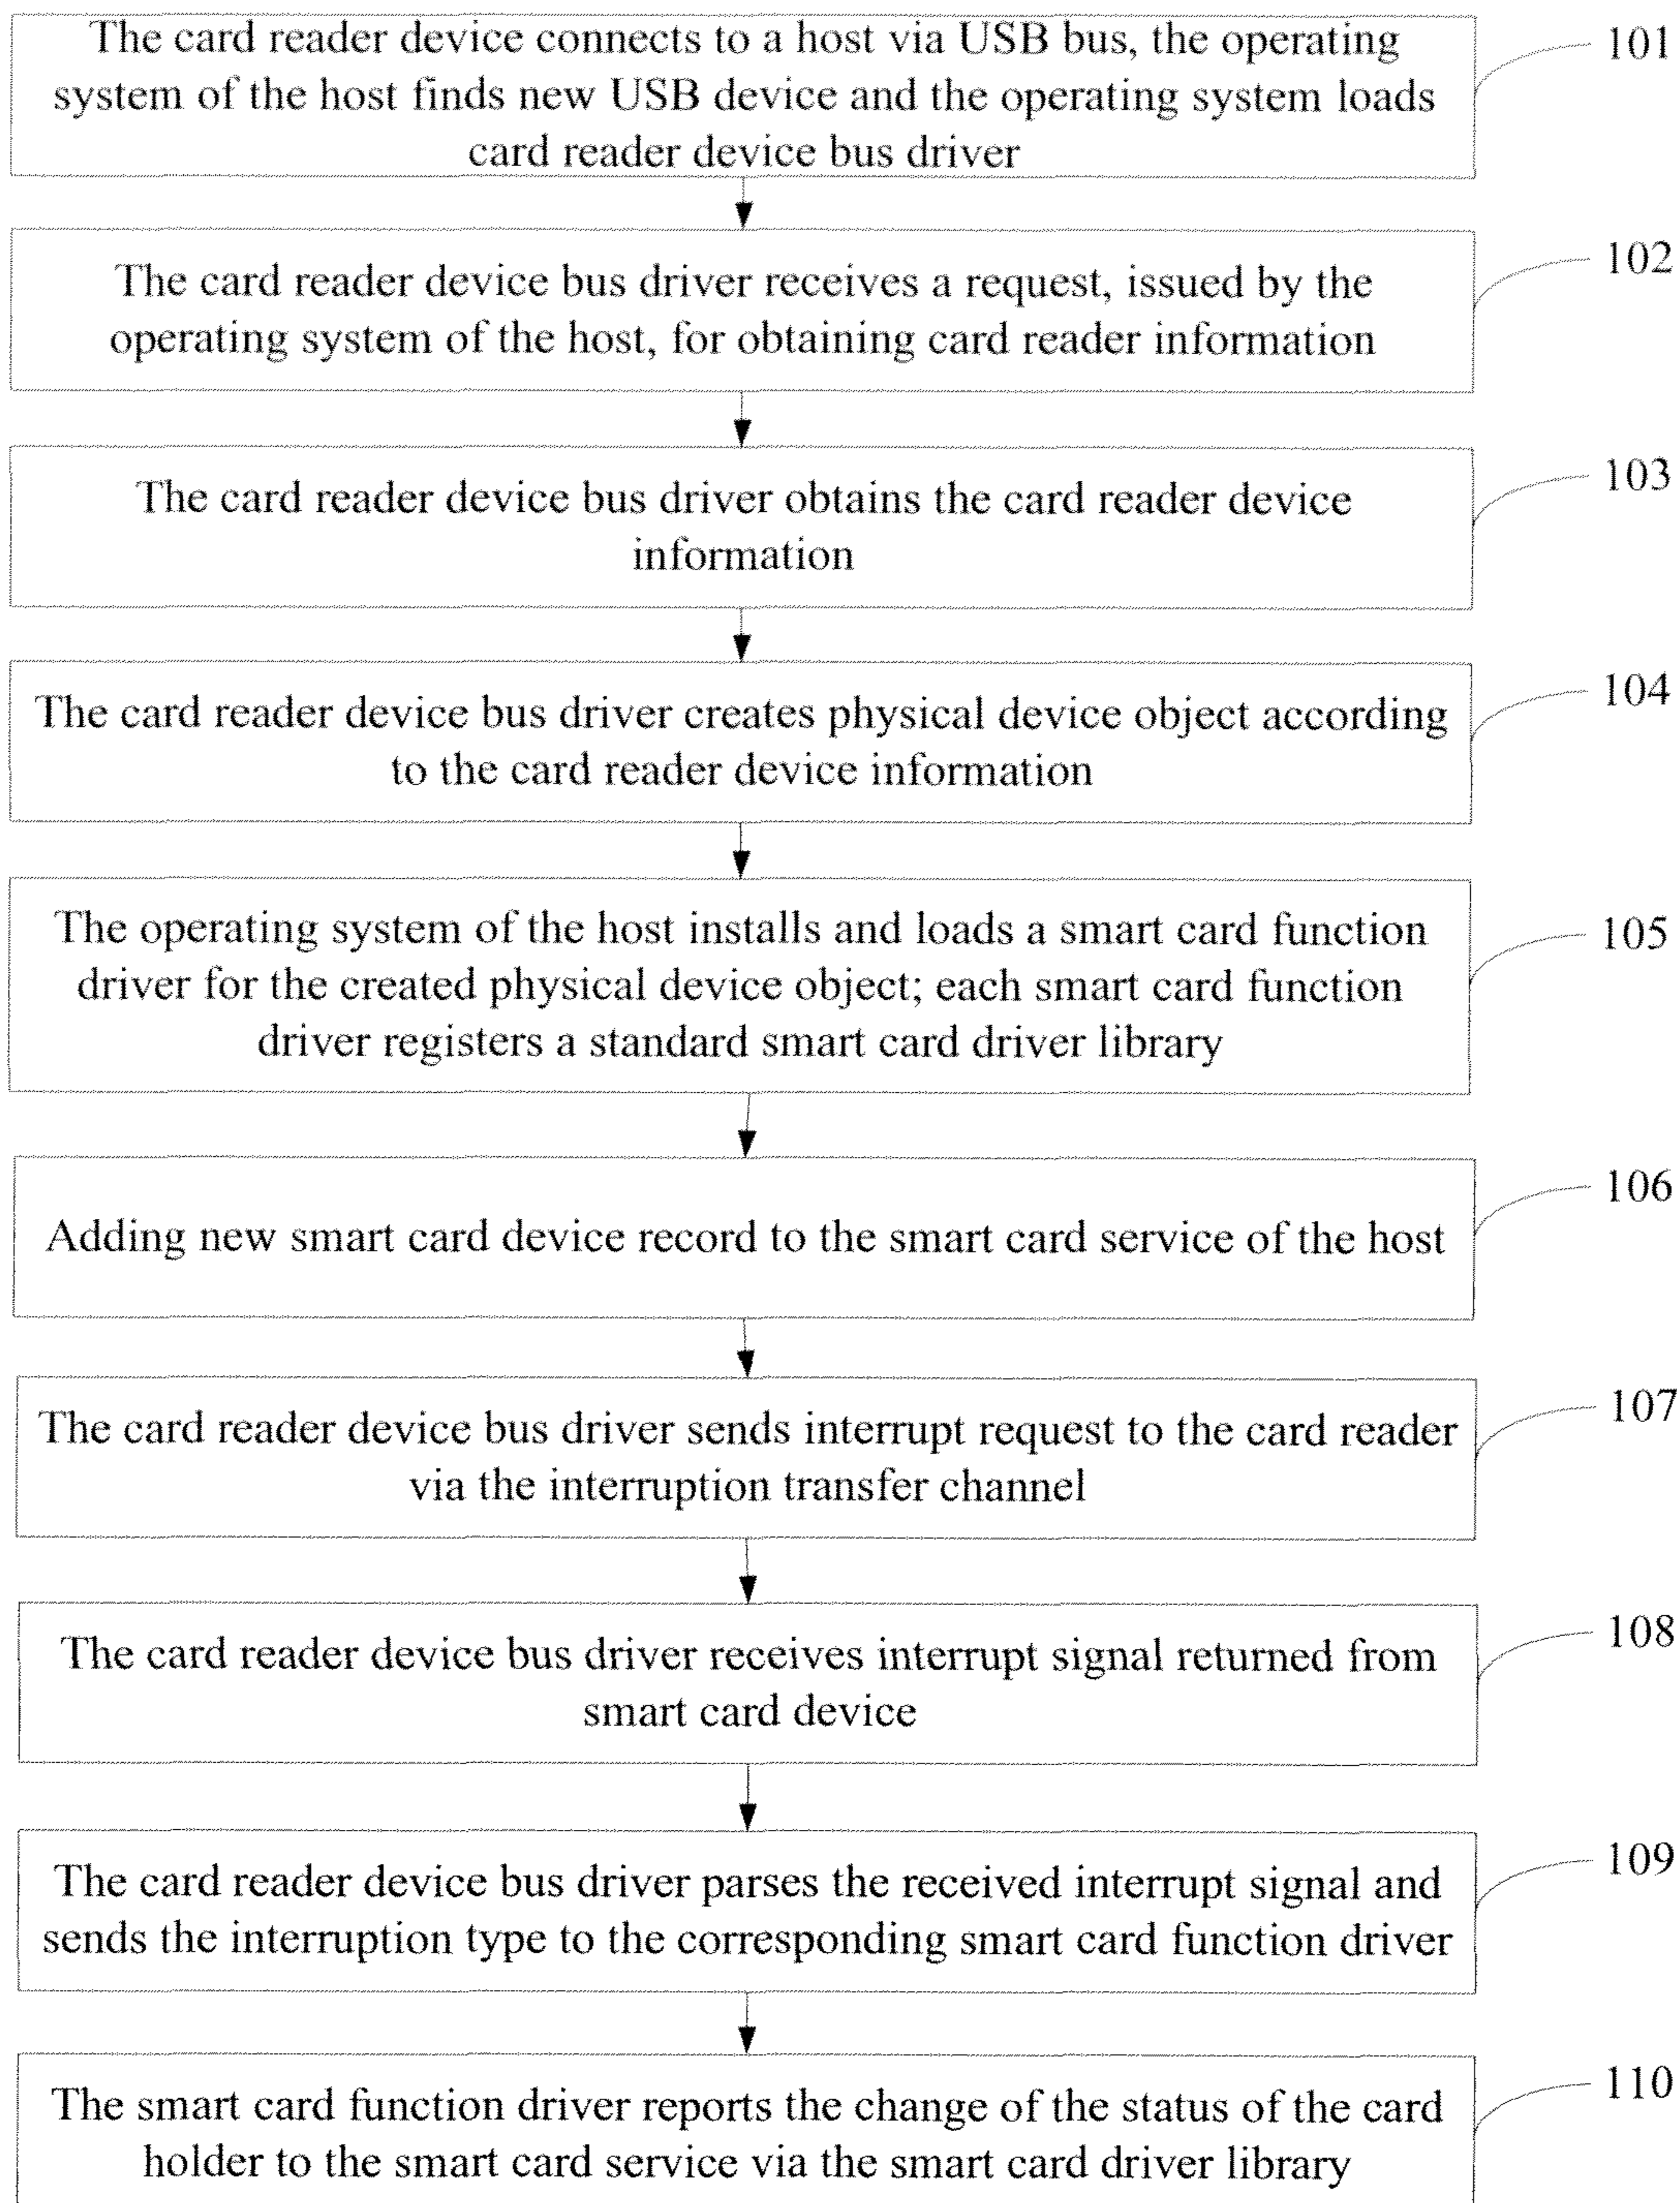 The card reader device connects to a host via USB bus, the operating
system of the host finds new USB device and the operating system loads
card reader device bus driver
101
The card reader device bus driver receives a request, issued by the
operating system of the host, for obtaining card reader information
102
The card reader device bus driver obtains the card reader device
information
103
The card reader device bus driver creates physical device object according
to the card reader device information
104
The operating system of the host installs and loads a smart card function
driver for the created physical device object; each smart card function
driver registers a standard smart card driver library
105
Adding new smart card device record to the smart card service of the host
106
The card reader device bus driver sends interrupt request to the card reader
via the interruption transfer channel
107
The card reader device bus driver receives interrupt signal returned from
smart card device
108
The card reader device bus driver parses the received interrupt signal and
sends the interruption type to the corresponding smart card function driver
109
The smart card function driver reports the change of the status of the card
holder to the smart card service via the smart card driver library
110